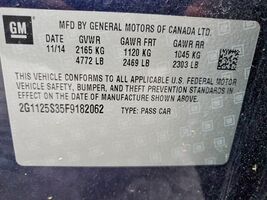 GM
MFD BY GENERAL MOTORS OF CANADA LTD.
DATE GVWR GAWR FRT GAWR RR
11/14 2165 KG 1120 KG 1045 KG
4772 LB 2469 LB 2303 LB
THIS VEHICLE CONFORMS TO ALL APPLICABLE U.S. FEDERAL MOTOR
VEHICLE SAFETY, BUMPER, AND THEFT PREVENTION STANDARDS
IN EFFECT ON THE DATE OF MANUFACTURE SHOWN ABOVE.
2G1125S35F9182062 TYPE: PASS CAR